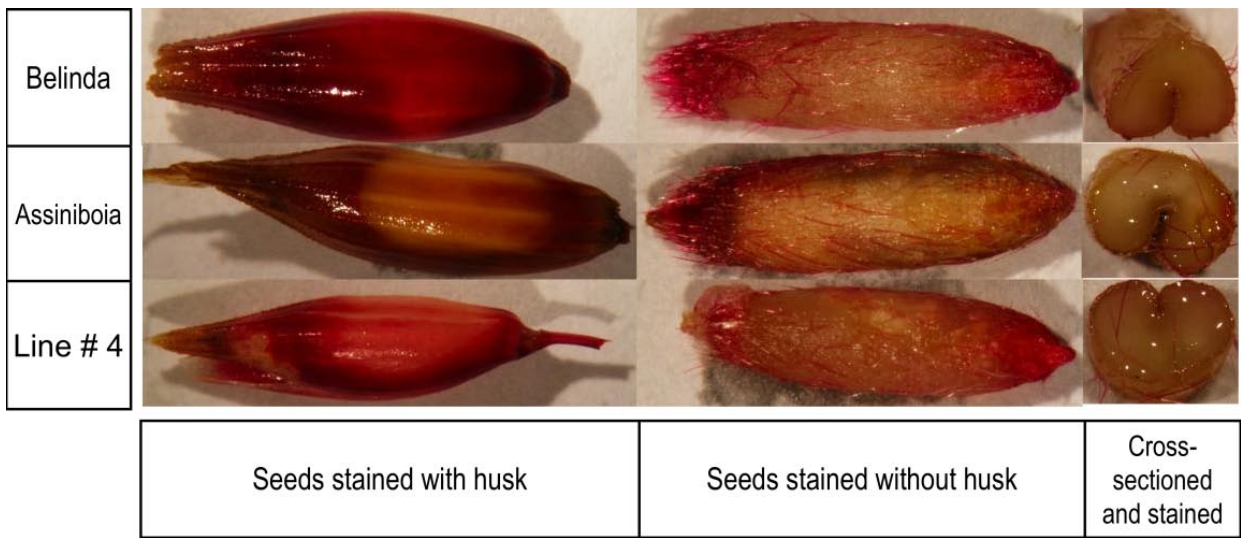 Belinda
Assiniboia
Line # 4
Seeds stained with husk
Seeds stained without husk
Cross-
sectioned
and stained